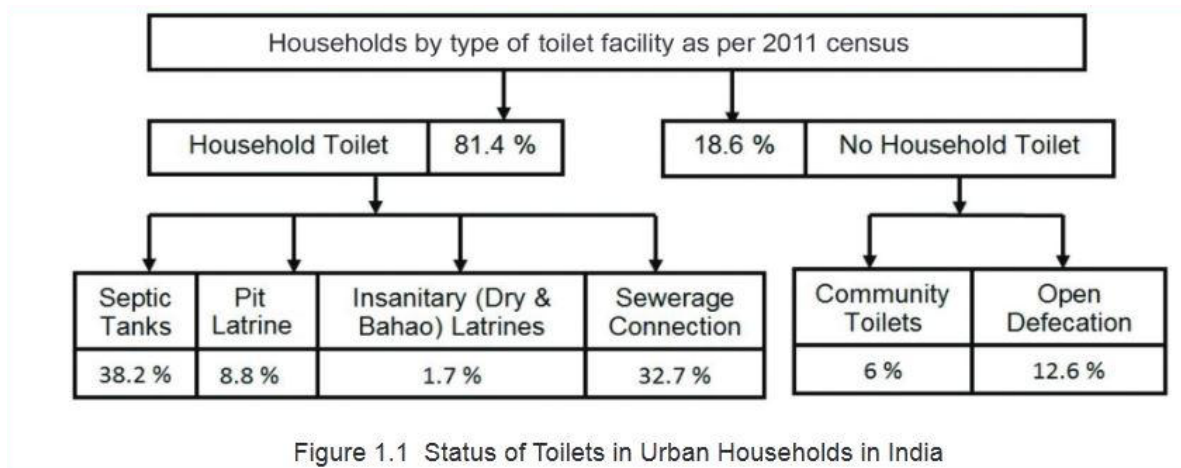 Households by type of toilet facility as per 2011 census
Household Toilet 81.4 %
18.6 % No Household Toilet
Septic
Tanks
Pit
Latrine
Insanitary (Dry &
Bahao) Latrines
Sewerage
Connection
Community
Toilets
Open
Defecation
38.2 % 8.8 % 1.7 % 32.7 %
6 % 12.6 %
Figure 1.1 Status of Toilets in Urban Households in India